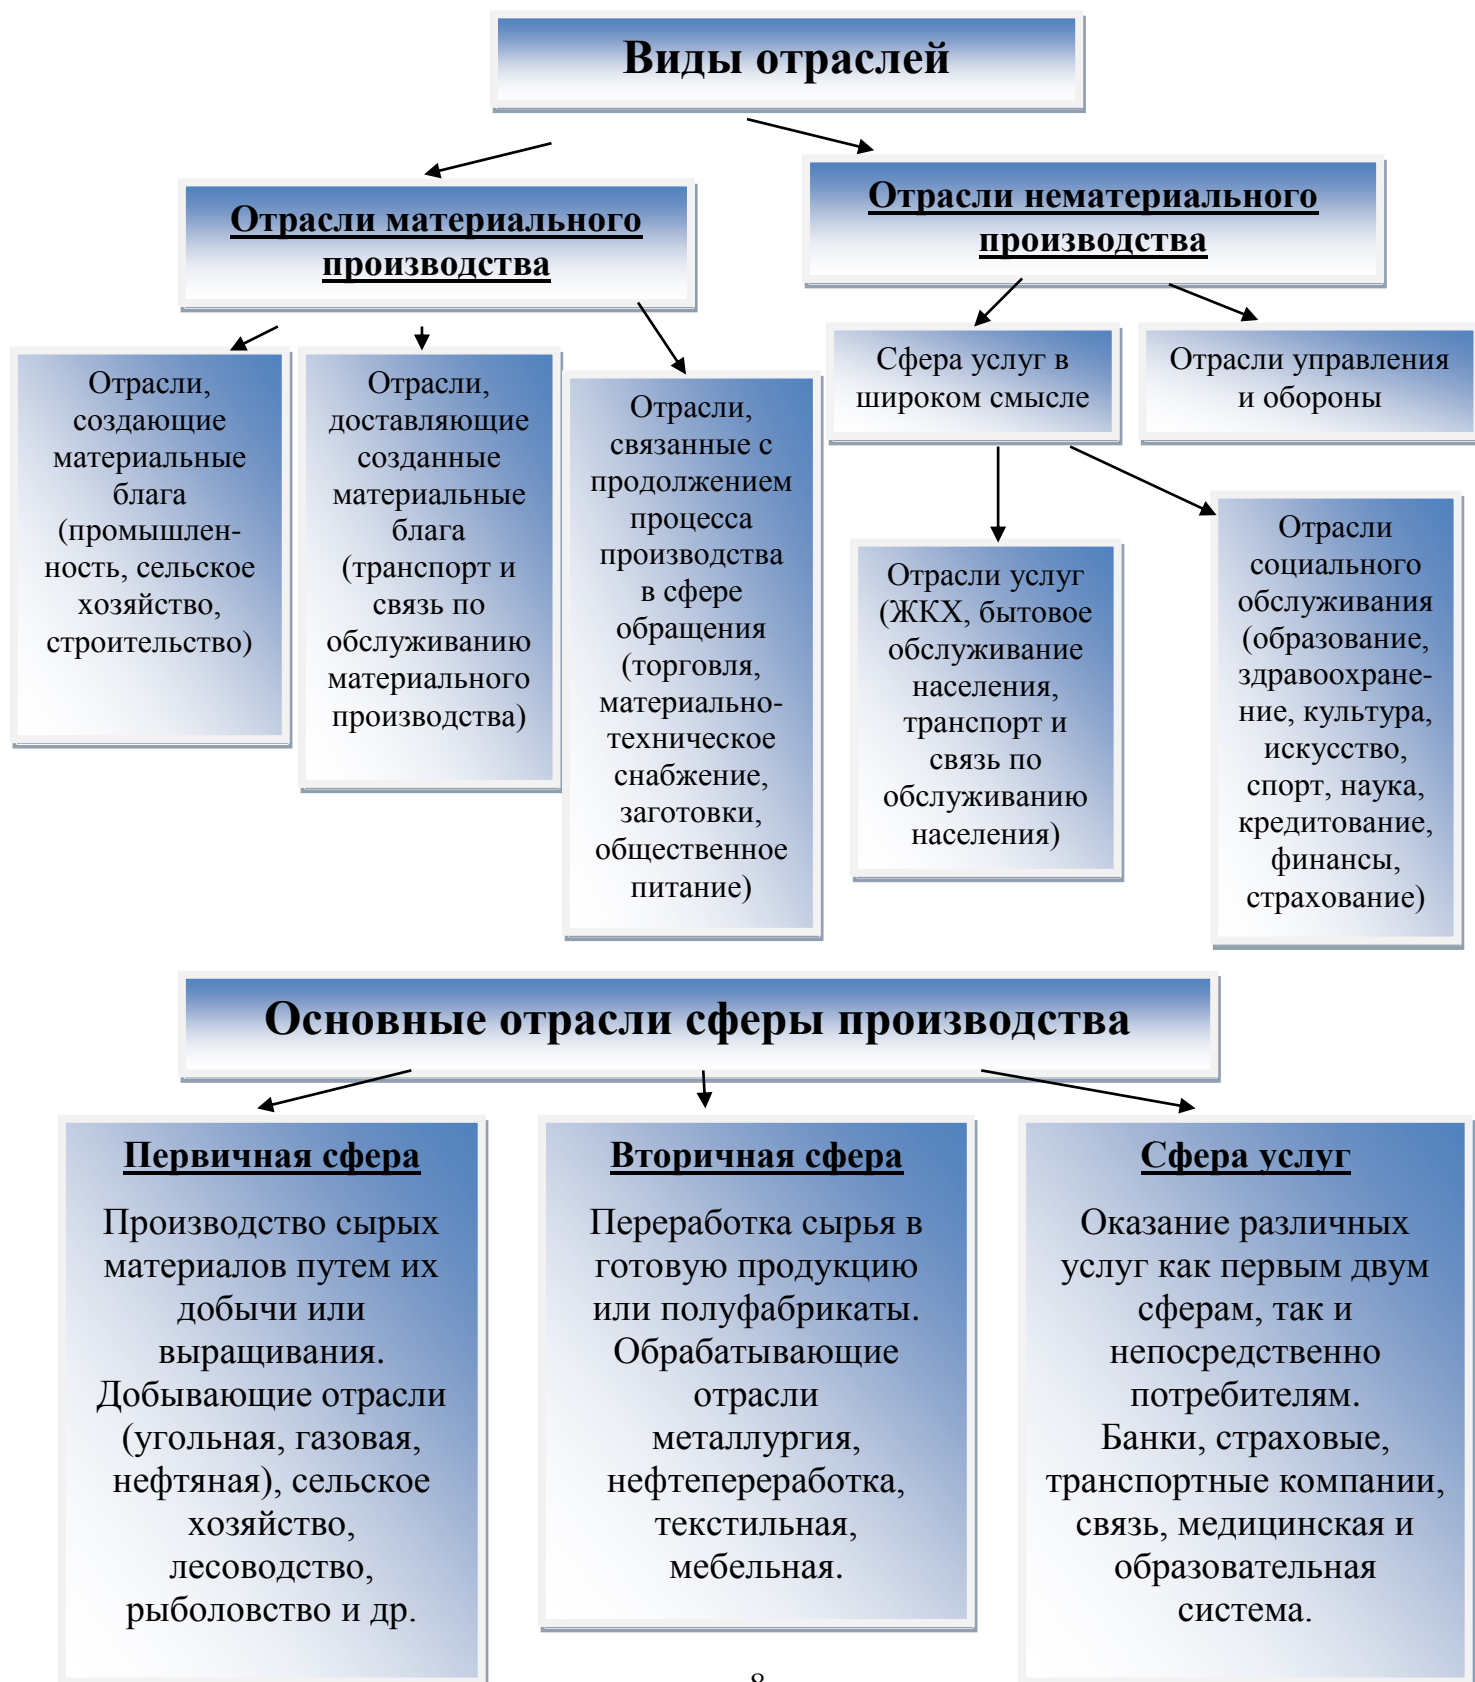 Виды отраслей
Отрасли материального
производства
Отрасли нематериального
производства
Отрасли,
создающие
материальные
блага
(промышлен-
ность, сельское
хозяйство,
строительство)
Отрасли,
доставляющие
созданные
материальные
блага
(транспорт и
связь по
обслуживанию
материального
производства)
Отрасли,
связанные с
продолжением
процесса
производства
в сфере
обращения
(торговля,
материально-
техническое
снабжение,
заготовки,
общественное
питание)
Сфера услуг в
широком смысле
Отрасли управления
и обороны
Отрасли услуг
(ЖКХ, бытовое
обслуживание
населения,
транспорт и
связь по
обслуживанию
населения)
Отрасли
социального
обслуживания
(образование,
здравоохране-
ние, культура,
искусство,
спорт, наука,
кредитование,
финансы,
страхование)
Основные отрасли сферы производства
Первичная сфера
Производство сырых
материалов путем их
добычи или
выращивания.
Добывающие отрасли
(угольная, газовая,
нефтяная), сельское
хозяйство,
лесоводство,
рыболовство и др.
Вторичная сфера
Переработка сырья в
готовую продукцию
или полуфабрикаты.
Обрабатывающие
отрасли
металлургия,
нефтепереработка,
текстильная,
мебельная.
Сфера услуг
Оказание различных
услуг как первым двум
сферам, так и
непосредственно
потребителям.
Банки, страховые,
транспортные компании,
связь, медицинская и
образовательная
система.
8